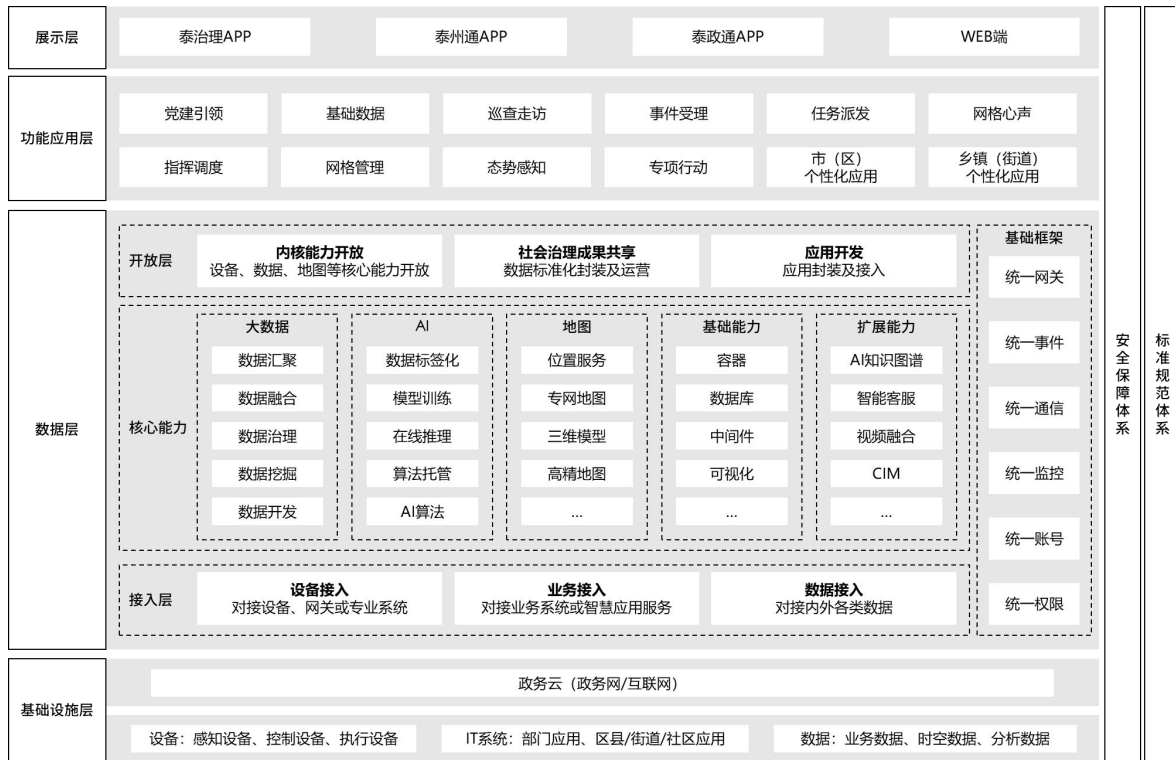 展示层
泰治理APP
泰州通APP
泰政通APP
WEB端
功能应用层
党建引领
基础数据
巡查走访
事件受理
任务派发
网格心声
指挥调度
网格管理
态势感知
专项行动
市（区）
个性化应用
乡镇（街道）
个性化应用
数据层
开放层
内核能力开放
设备、数据、地图等核心能力开放
社会治理成果共享
数据标准化封装及运营
应用开发
应用封装及接入
核心能力
大数据
数据汇聚
数据融合
数据治理
数据挖掘
数据开发
AI
数据标签化
模型训练
在线推理
算法托管
AI算法
地图
位置服务
专网地图
三维模型
高精地图
...
基础能力
容器
数据库
中间件
可视化
...
扩展能力
AI知识图谱
智能客服
视频融合
CIM
...
接入层
设备接入
对接设备、网关或专业系统
业务接入
对接业务系统或智慧应用服务
数据接入
对接内外各类数据
基础框架
统一网关
统一事件
统一通信
统一监控
统一账号
统一权限
基础设施层
政务云（政务网/互联网）
设备：感知设备、控制设备、执行设备
IT系统：部门应用、区县/街道/社区应用
数据：业务数据、时空数据、分析数据
安全保障体系
标准规范体系